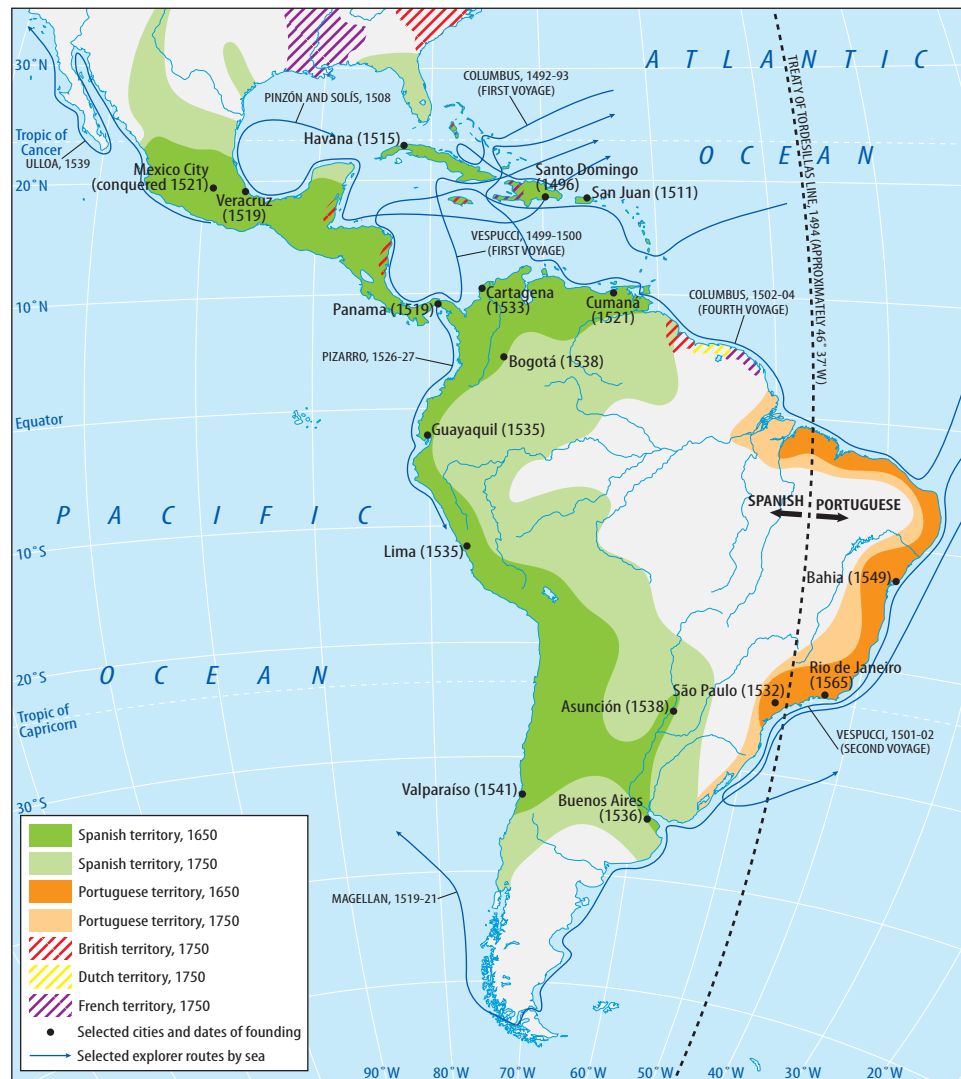 ATLANTIC
OCEAN
30°N
Tropic of
Cancer
ULLOA, 1539
20°N
PINZÓN AND SOLÍS, 1508
COLUMBUS, 1492-93
(FIRST VOYAGE)
Havana (1515)
Mexico City
(conquered 1521)
Veracruz
(1519)
Santo Domingo
(1496)
San Juan (1511)
VESPUCCI, 1499-1500
(FIRST VOYAGE)
TREATY OF TORDESILLAS LINE, 1494 (APPROXIMATELY 46° 37'W)
10°N
Panama (1519)
Cartagena
(1533)
Cumana
(1521)
COLUMBUS, 1502-04
(FOURTH VOYAGE)
PIZARRO, 1526-27
Bogotá (1538)
Equator
Guayaquil (1535)
PACIFIC
OCEAN
SPANISH
PORTUGUESE
10°S
Lima (1535)
Bahia (1549)
20°S
Tropic of
Capricorn
Rio de Janeiro
(1565)
São Paulo (1532)
Asunción (1538)
VESPUCCI, 1501-02
(SECOND VOYAGE)
30°S
Valparaíso (1541)
Buenos Aires
(1536)
MAGELLAN, 1519-21
Spanish territory, 1650
Spanish territory, 1750
Portuguese territory, 1650
Portuguese territory, 1750
British territory, 1750
Dutch territory, 1750
French territory, 1750
Selected cities and dates of founding
Selected explorer routes by sea
90°W 80°W 70°W 60°W 50°W 40°W 30°W 20°W